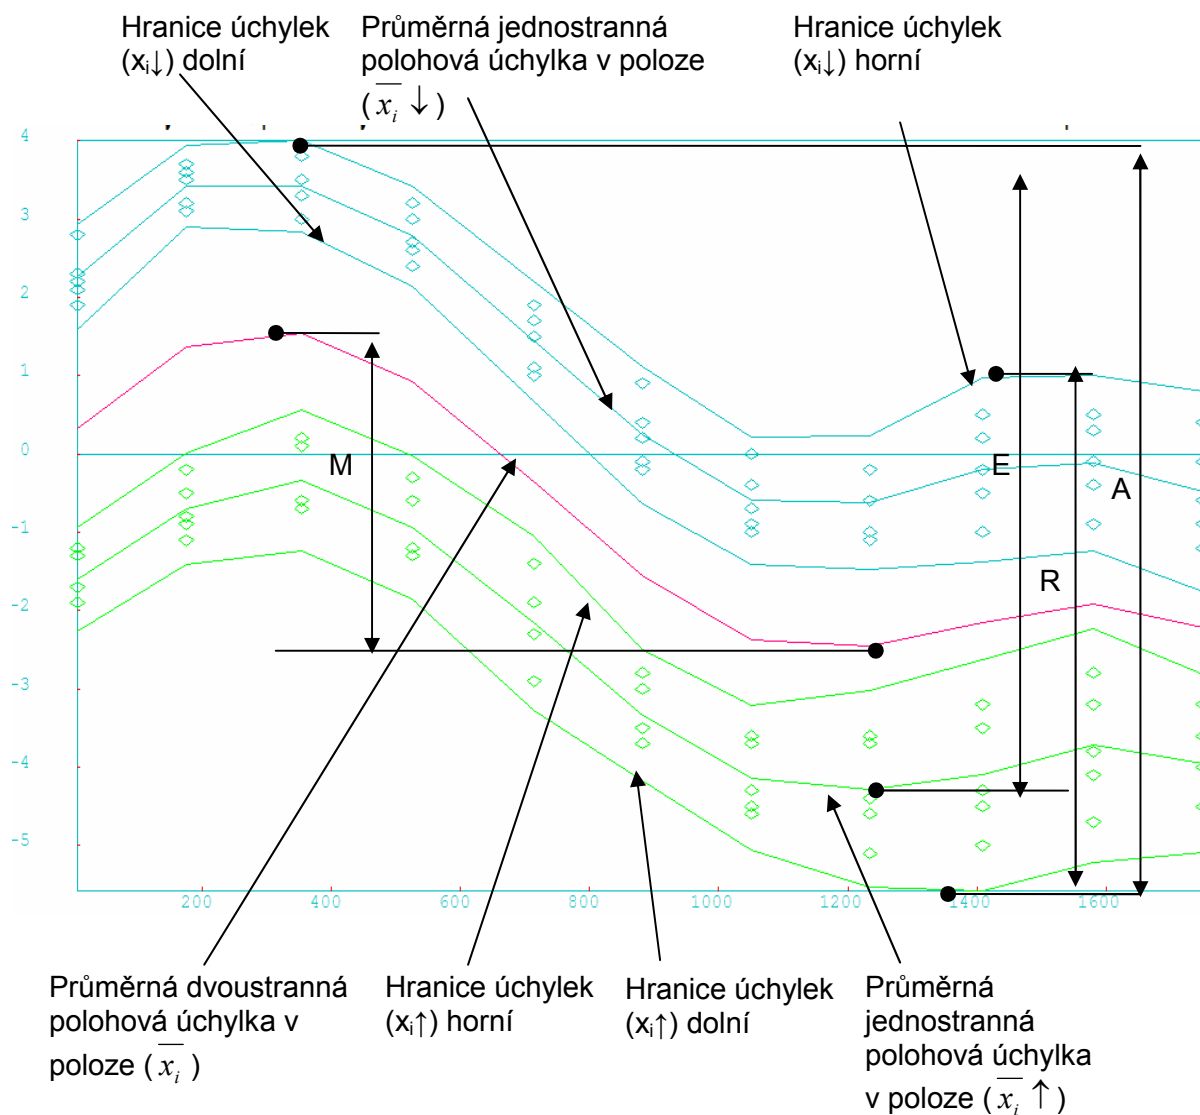 Hranice úchylek
(xᵢ↓) dolní
Průměrná jednostranná
polohová úchylka v poloze
( x̅ᵢ ↓ )
Hranice úchylek
(xᵢ↓) horní
4
3
2
1
0
-1
-2
-3
-4
-5
M
E
A
R
200
400
600
800
1000
1200
1400
1600
Průměrná dvoustranná
polohová úchylka v
poloze ( x̅ᵢ )
Hranice úchylek
(xᵢ↑) horní
Hranice úchylek
(xᵢ↑) dolní
Průměrná
jednostranná
polohová úchylka
v poloze ( x̅ᵢ ↑ )